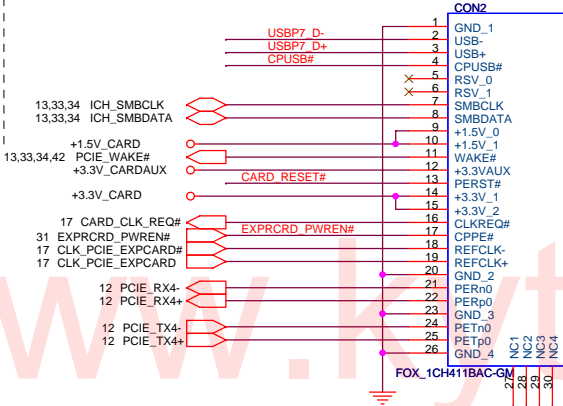 CON2
1 GND_1
USBP7_D- 2 USB-
USBP7_D+ 3 USB+
CPUSB# 4 CPUSB#
5 RSV_0
6 RSV_1
13,33,34 ICH_SMBCLK 7 SMBCLK
13,33,34 ICH_SMBDATA 8 SMBDATA
9 +1.5V_0
+1.5V_CARD 10 +1.5V_1
13,33,34,42 PCIE_WAKE# 11 WAKE#
+3.3V_CARDAUX 12 +3.3VAUX
CARD_RESET# 13 PERST#
+3.3V_CARD 14 +3.3V_1
15 +3.3V_2
17 CARD_CLK_REQ# 16 CLKREQ#
31 EXPRCRD_PWREN# EXPRCRD_PWREN# 17 CPPE#
17 CLK_PCIE_EXPCARD# 18 REFCLK-
17 CLK_PCIE_EXPCARD 19 REFCLK+
20 GND_2
12 PCIE_RX4- 21 PERn0
12 PCIE_RX4+ 22 PERp0
23 GND_3
12 PCIE_TX4- 24 PETn0
12 PCIE_TX4+ 25 PETp0
26 GND_4
FOX_1CH411BAC-GM
NC1 NC2 NC3 NC4
27 28 29 30
ww.kyt